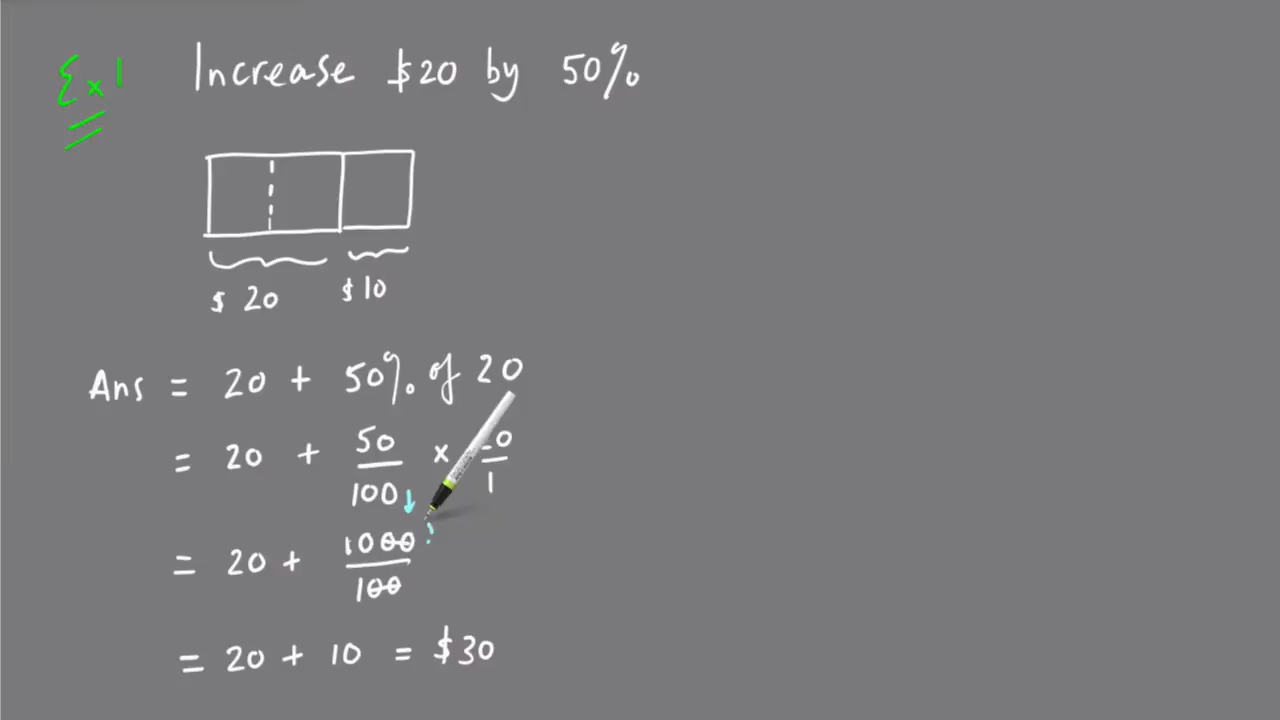 Ex 1 Increase $20 by 50%
$ 20 $ 10
Ans = 20 + 50% of 20
= 20 + 50/100 × 0/1
= 20 + 1000/100
= 20 + 10 = $30